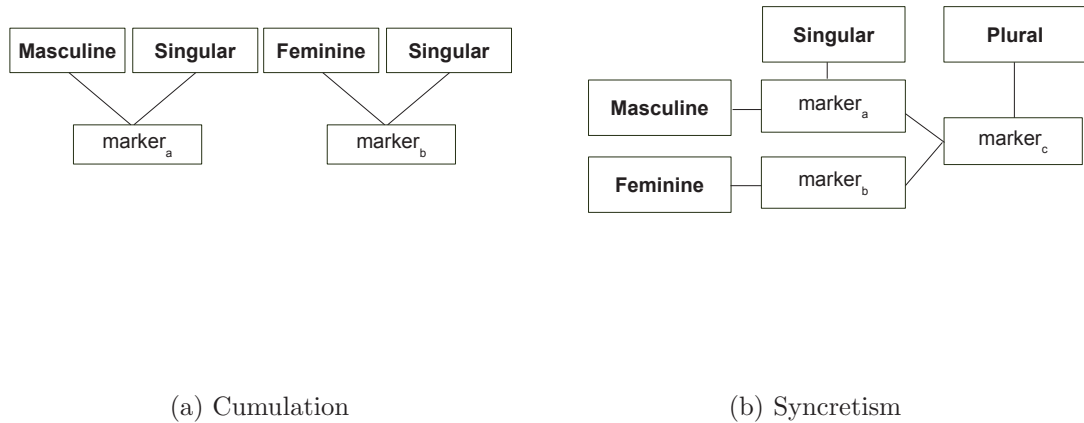 Masculine Singular Feminine Singular
marker_a marker_b
Singular Plural
Masculine marker_a
marker_c
Feminine marker_b
(a) Cumulation
(b) Syncretism